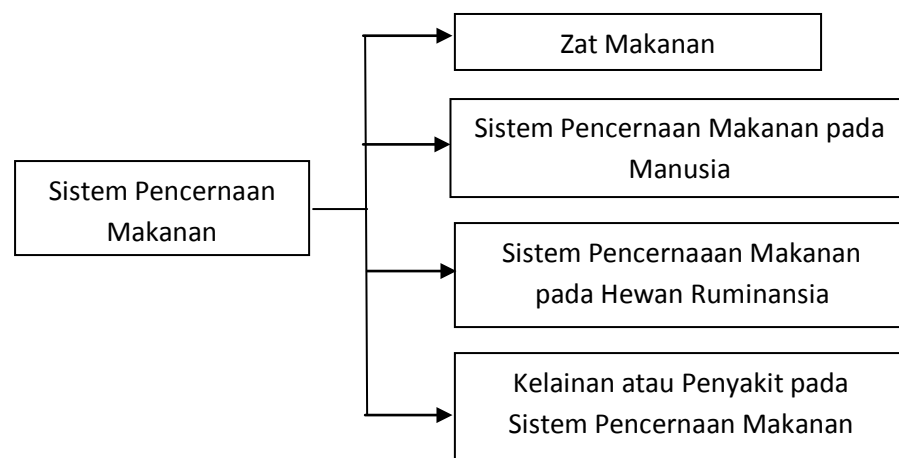 Zat Makanan
Sistem Pencernaan Makanan pada
Manusia
Sistem Pencernaan
Makanan
Sistem Pencernaaan Makanan
pada Hewan Ruminansia
Kelainan atau Penyakit pada
Sistem Pencernaan Makanan